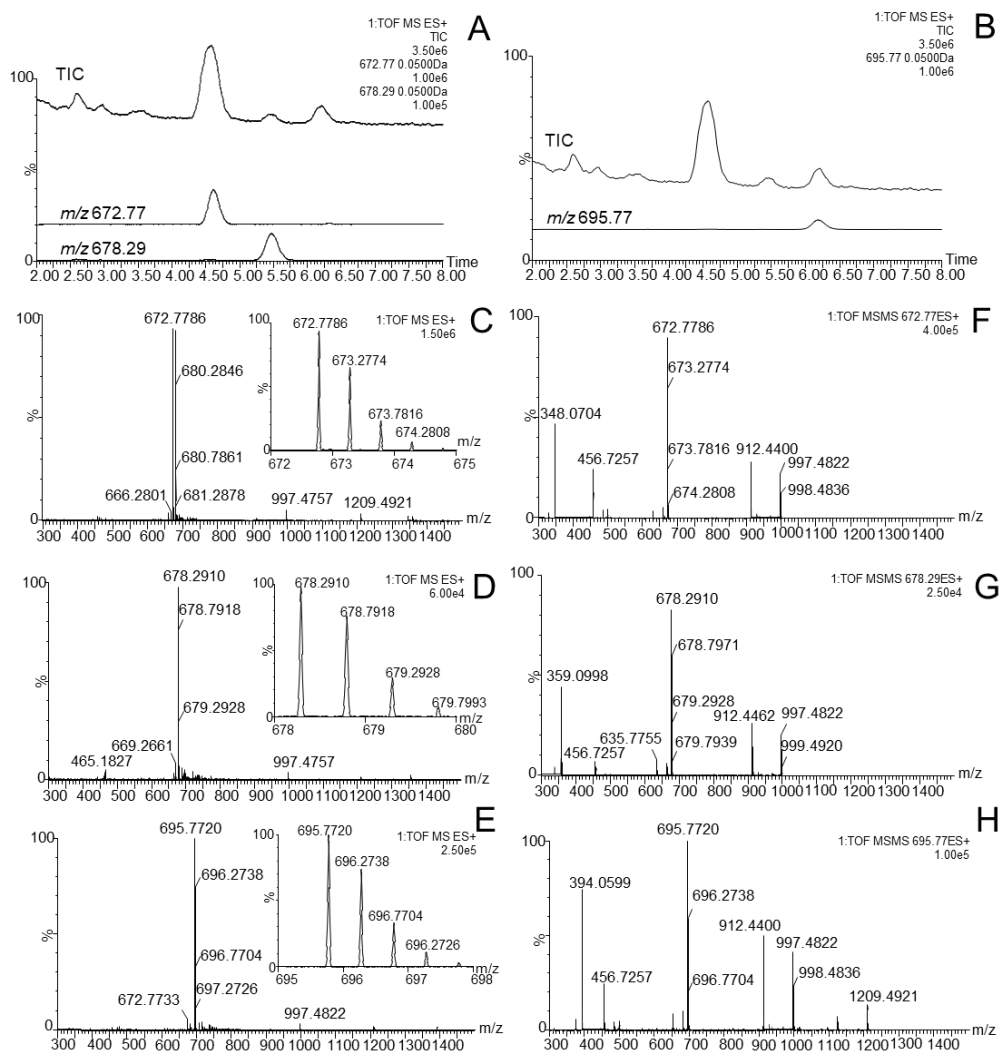 1:TOF MS ES+
TIC
3.50e6
672.77 0.0500Da
1.00e6
678.29 0.0500Da
1.00e5
A
100
TIC
%
m/z 672.77
m/z 678.29
0
Time
2.00 2.50 3.00 3.50 4.00 4.50 5.00 5.50 6.00 6.50 7.00 7.50 8.00
1:TOF MS ES+
TIC
3.50e6
695.77 0.0500Da
1.00e6
B
100
TIC
%
m/z 695.77
0
Time
2.00 2.50 3.00 3.50 4.00 4.50 5.00 5.50 6.00 6.50 7.00 7.50 8.00
C
1:TOF MS ES+
1.50e6
100
672.7786
680.2846
680.7861
666.2801
681.2878
997.4757
1209.4921
%
0
m/z
300 400 500 600 700 800 900 1000 1100 1200 1300 1400
100
672.7786
673.2774
673.7816
674.2808
%
0
m/z
672 673 674 675
F
1:TOF MSMS 672.77ES+
4.00e5
100
672.7786
673.2774
348.0704
673.7816
912.4400
456.7257
997.4822
674.2808
998.4836
%
0
m/z
300 400 500 600 700 800 900 1000 1100 1200 1300 1400
D
1:TOF MS ES+
6.00e4
100
678.2910
678.7918
679.2928
669.2661
465.1827
997.4757
%
0
m/z
300 400 500 600 700 800 900 1000 1100 1200 1300 1400
100
678.2910
678.7918
679.2928
679.7993
%
0
m/z
678 679 680
G
1:TOF MSMS 678.29ES+
2.50e4
100
678.2910
678.7971
359.0998
679.2928
912.4462
997.4822
635.7755
456.7257
679.7939
999.4920
%
0
m/z
300 400 500 600 700 800 900 1000 1100 1200 1300 1400
E
1:TOF MS ES+
2.50e5
100
695.7720
696.2738
696.7704
697.2726
672.7733
997.4822
%
0
m/z
300 400 500 600 700 800 900 1000 1100 1200 1300 1400
100
695.7720
696.2738
696.7704
696.2726
%
0
m/z
695 696 697 698
H
1:TOF MSMS 695.77ES+
1.00e5
100
695.7720
394.0599
696.2738
912.4400
997.4822
456.7257
696.7704
998.4836
1209.4921
%
0
m/z
300 400 500 600 700 800 900 1000 1100 1200 1300 1400